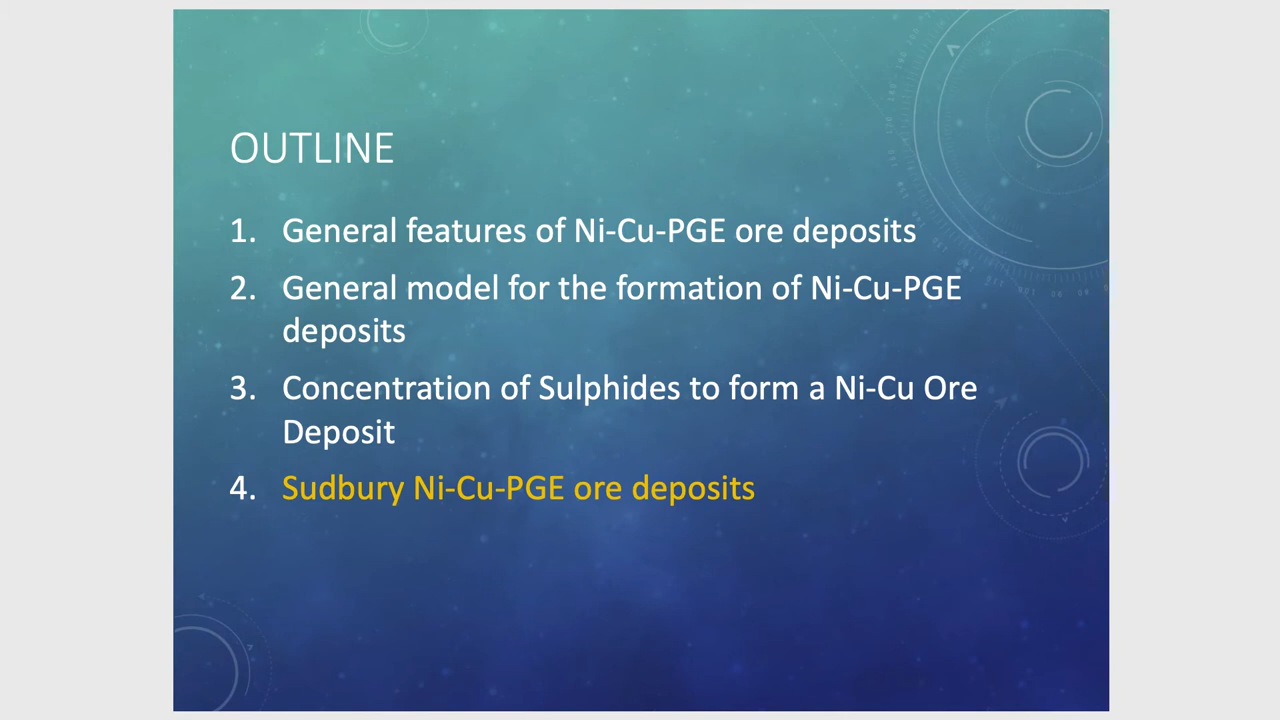 OUTLINE
1. General features of Ni-Cu-PGE ore deposits
2. General model for the formation of Ni-Cu-PGE
deposits
3. Concentration of Sulphides to form a Ni-Cu Ore
Deposit
4. Sudbury Ni-Cu-PGE ore deposits